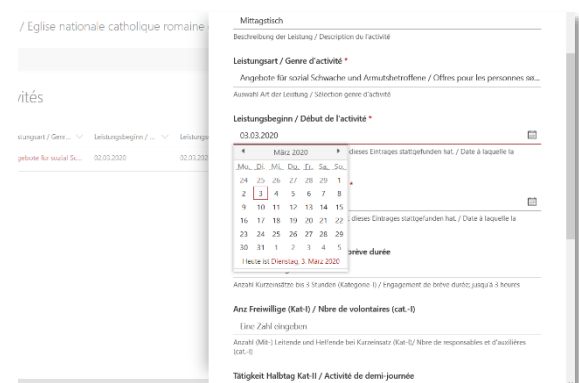 / Eglise nationale catholique romaine
vités
Leistungsart / Genr...
Leistungsbeginn / ...
Leistungs
gebote für sozial Sc...
02.03.2020
02.03.202
Mittagstisch
Beschreibung der Leistung / Description du l'activité
Leistungsart / Genre d'activité *
Angebote für sozial Schwache und Armutsbetroffene / Offres pour les personnes sø...
Auswahl Art der Leistung / Sélection genre d'activité
Leistungsbeginn / Début de l'activité *
03.03.2020
März 2020
dieses Eintrages stattgefunden hat. / Date à laquelle la
Mo. Di. Mi. Do. Fr. Sa. So.
24 25 26 27 28 29 1
2 3 4 5 6 7 8
9 10 11 12 13 14 15
16 17 18 19 20 21 22
23 24 25 26 27 28 29
30 31 1 2 3 4 5
Heute ist Dienstag, 3. März 2020
*
dieses Eintrages stattgefunden hat. / Date à laquelle la
brève durée
Anzahl Kurzeinsätze bis 3 Stunden (Kategorie I) / Engagement de brève durée; jusqu'à 3 heures
Anz Freiwillige (Kat-I) / Nbre de volontaires (cat.-I)
Eine Zahl eingeben
Anzahl (Mit-) Leitende und Helfende bei Kurzeinsatz (Kat-I)/ Nbre de responsables et d'auxilières
(cat.-I)
Tätigkeit Halbtag Kat-II / Activité de demi-journée